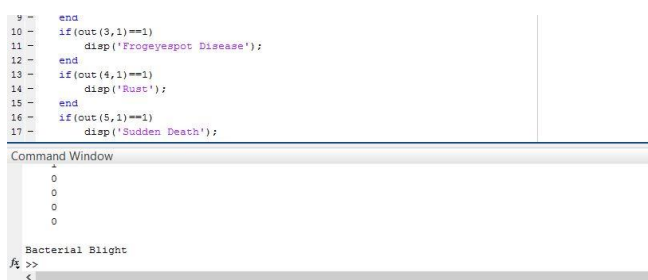 9 - end
10 - if(out(3,1)==1)
11 - disp('Frogeyespot Disease');
12 - end
13 - if(out(4,1)==1)
14 - disp('Rust');
15 - end
16 - if(out(5,1)==1)
17 - disp('Sudden Death');
Command Window
1
0
0
0
0
Bacterial Blight
fx >>
<